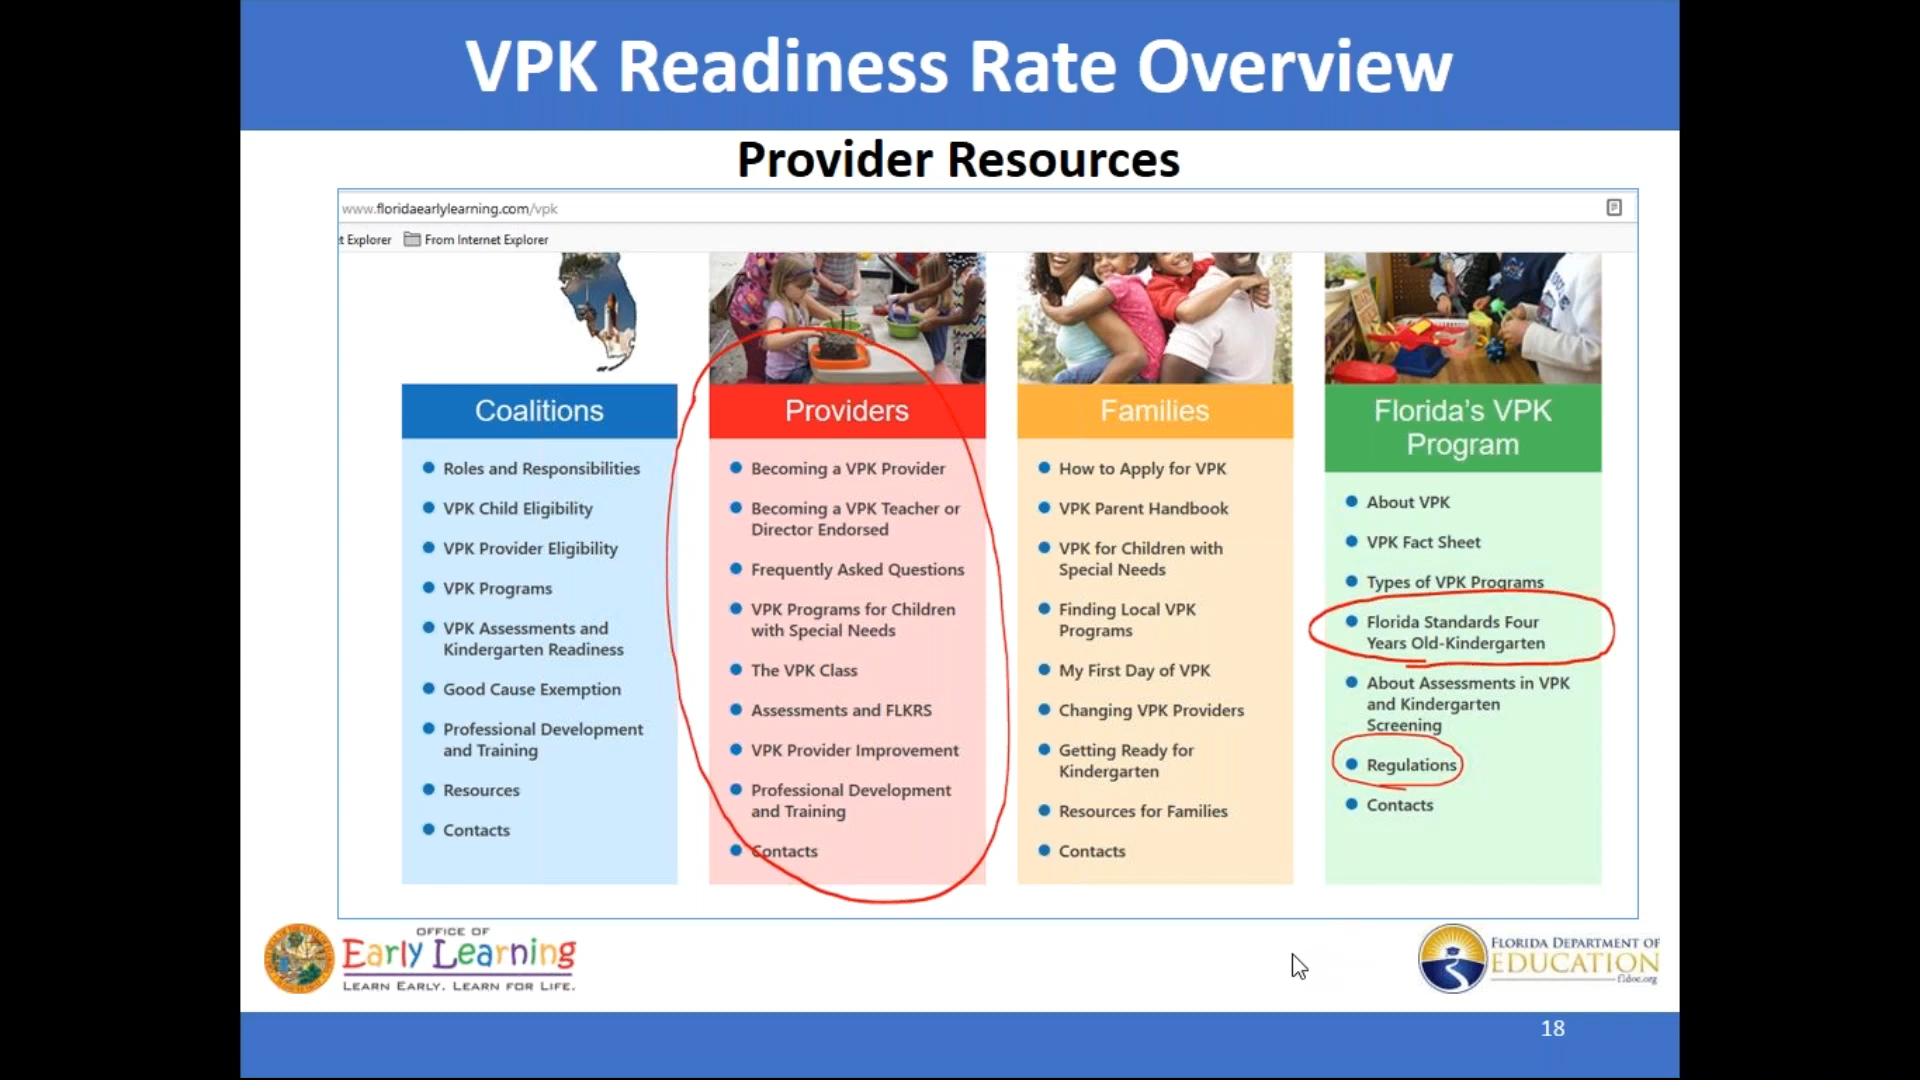 VPK Readiness Rate Overview
Provider Resources
www.floridaearlylearning.com/vpk
t Explorer From Internet Explorer
Coalitions
Roles and Responsibilities
VPK Child Eligibility
VPK Provider Eligibility
VPK Programs
VPK Assessments and
Kindergarten Readiness
Good Cause Exemption
Professional Development
and Training
Resources
Contacts
Providers
Becoming a VPK Provider
Becoming a VPK Teacher or
Director Endorsed
Frequently Asked Questions
VPK Programs for Children
with Special Needs
The VPK Class
Assessments and FLKRS
VPK Provider Improvement
Professional Development
and Training
Contacts
Families
How to Apply for VPK
VPK Parent Handbook
VPK for Children with
Special Needs
Finding Local VPK
Programs
My First Day of VPK
Changing VPK Providers
Getting Ready for
Kindergarten
Resources for Families
Contacts
Florida's VPK
Program
About VPK
VPK Fact Sheet
Types of VPK Programs
Florida Standards Four
Years Old-Kindergarten
About Assessments in VPK
and Kindergarten
Screening
Regulations
Contacts
OFFICE OF
Early Learning
LEARN EARLY. LEARN FOR LIFE.
FLORIDA DEPARTMENT OF
EDUCATION
fldoe.org
18